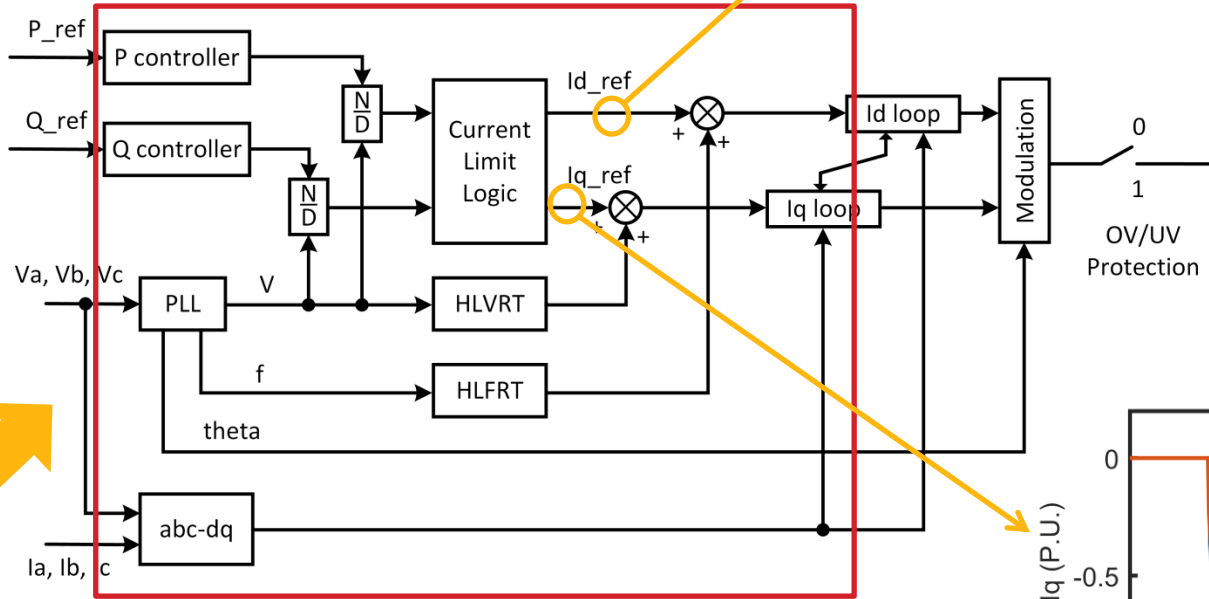 P_ref
P controller
N
D
Q_ref
Q controller
N
D
Current
Limit
Logic
Id_ref
+
+
Iq_ref
+
+
Id loop
Iq loop
Modulation
0
1
OV/UV
Protection
Va, Vb, Vc
PLL
V
HLVRT
f
HLFRT
theta
abc-dq
Ia, Ib, c
0
-0.5
Iq (P.U.)